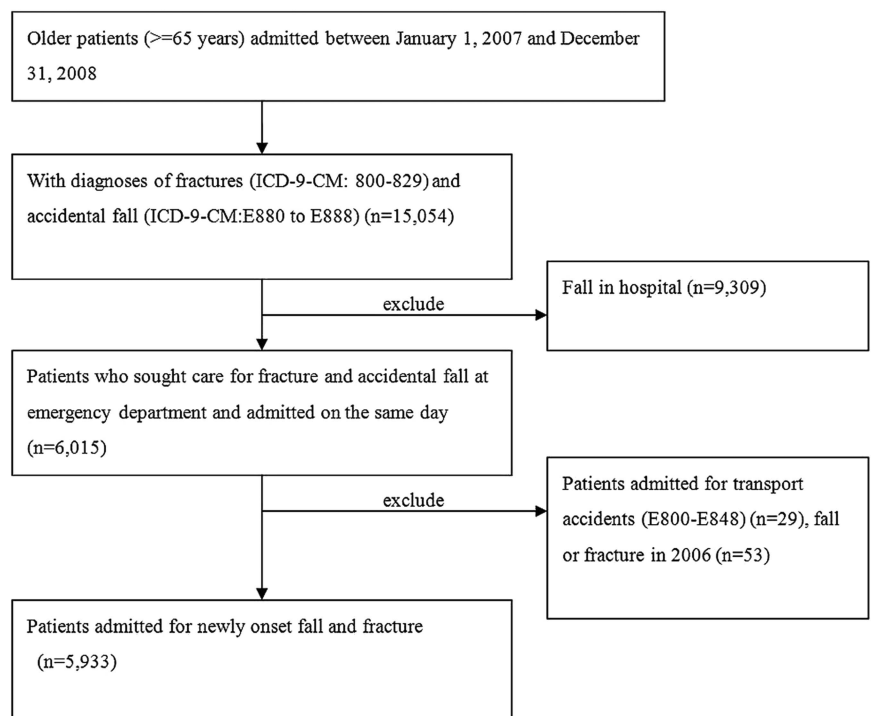 Older patients (>=65 years) admitted between January 1, 2007 and December
31, 2008
With diagnoses of fractures (ICD-9-CM: 800-829) and
accidental fall (ICD-9-CM:E880 to E888) (n=15,054)
exclude
Fall in hospital (n=9,309)
Patients who sought care for fracture and accidental fall at
emergency department and admitted on the same day
(n=6,015)
exclude
Patients admitted for transport
accidents (E800-E848) (n=29), fall
or fracture in 2006 (n=53)
Patients admitted for newly onset fall and fracture
(n=5,933)